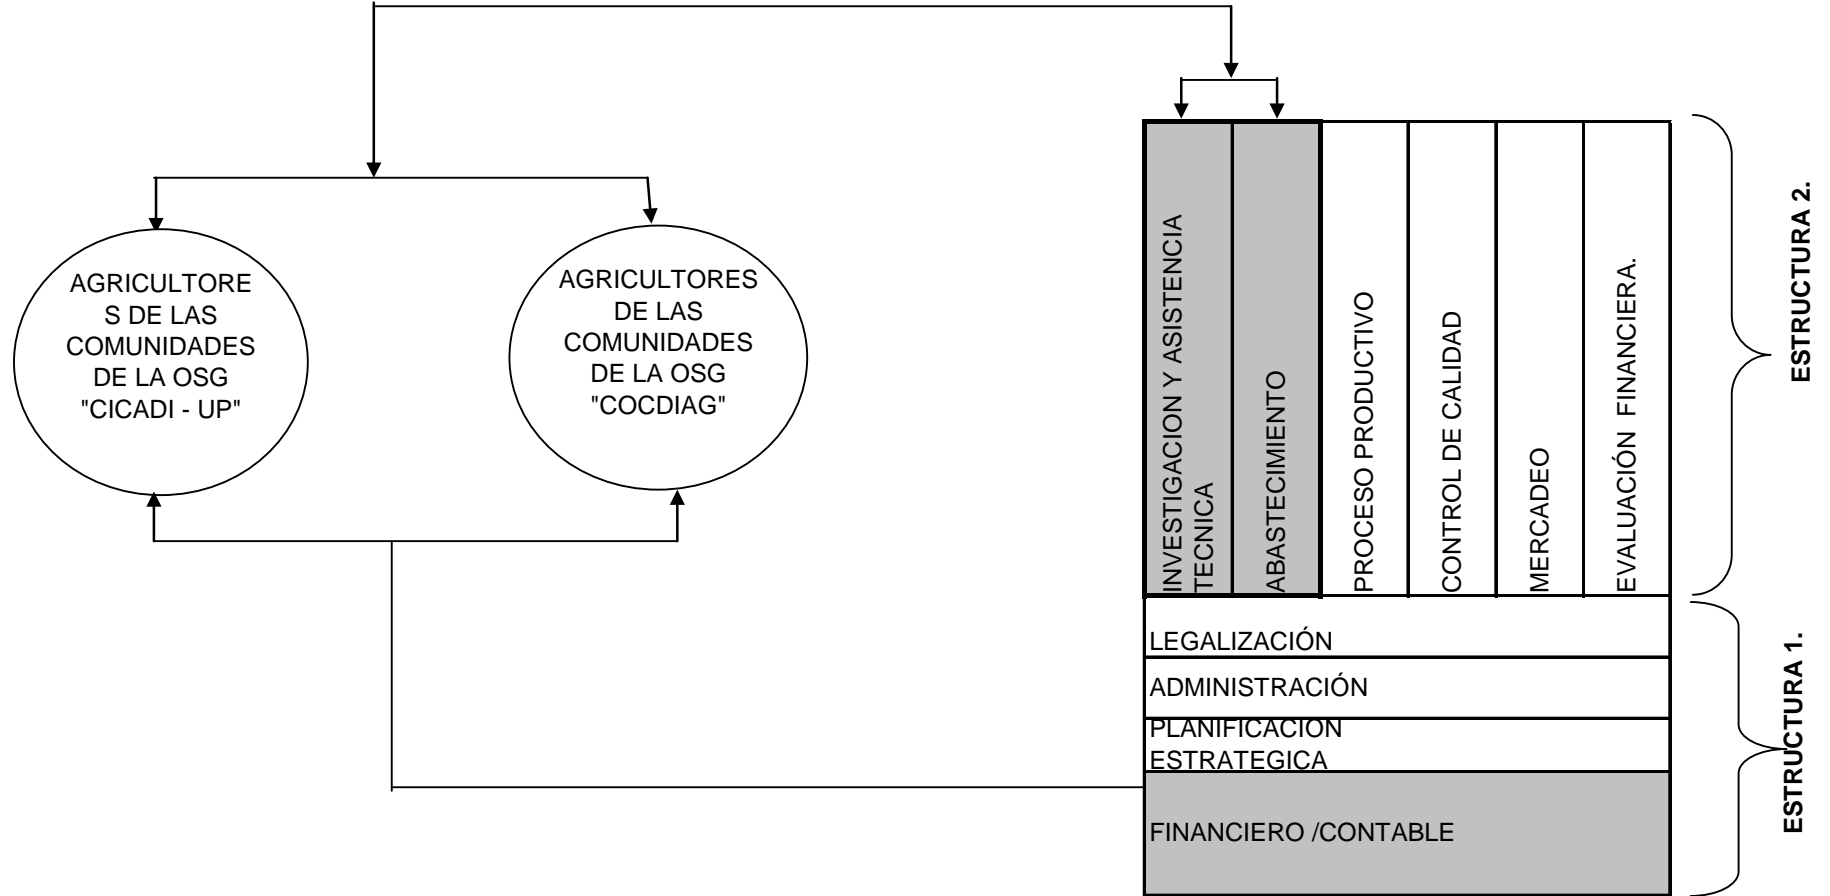 AGRICULTORE
S DE LAS
COMUNIDADES
DE LA OSG
"CICADI - UP"
AGRICULTORES
DE LAS
COMUNIDADES
DE LA OSG
"COCDIAG"
INVESTIGACION Y ASISTENCIA
TECNICA
ABASTECIMIENTO
PROCESO PRODUCTIVO
CONTROL DE CALIDAD
MERCADEO
EVALUACIÓN FINANCIERA.
ESTRUCTURA 2.
LEGALIZACIÓN
ADMINISTRACIÓN
PLANIFICACION
ESTRATEGICA
FINANCIERO /CONTABLE
ESTRUCTURA 1.